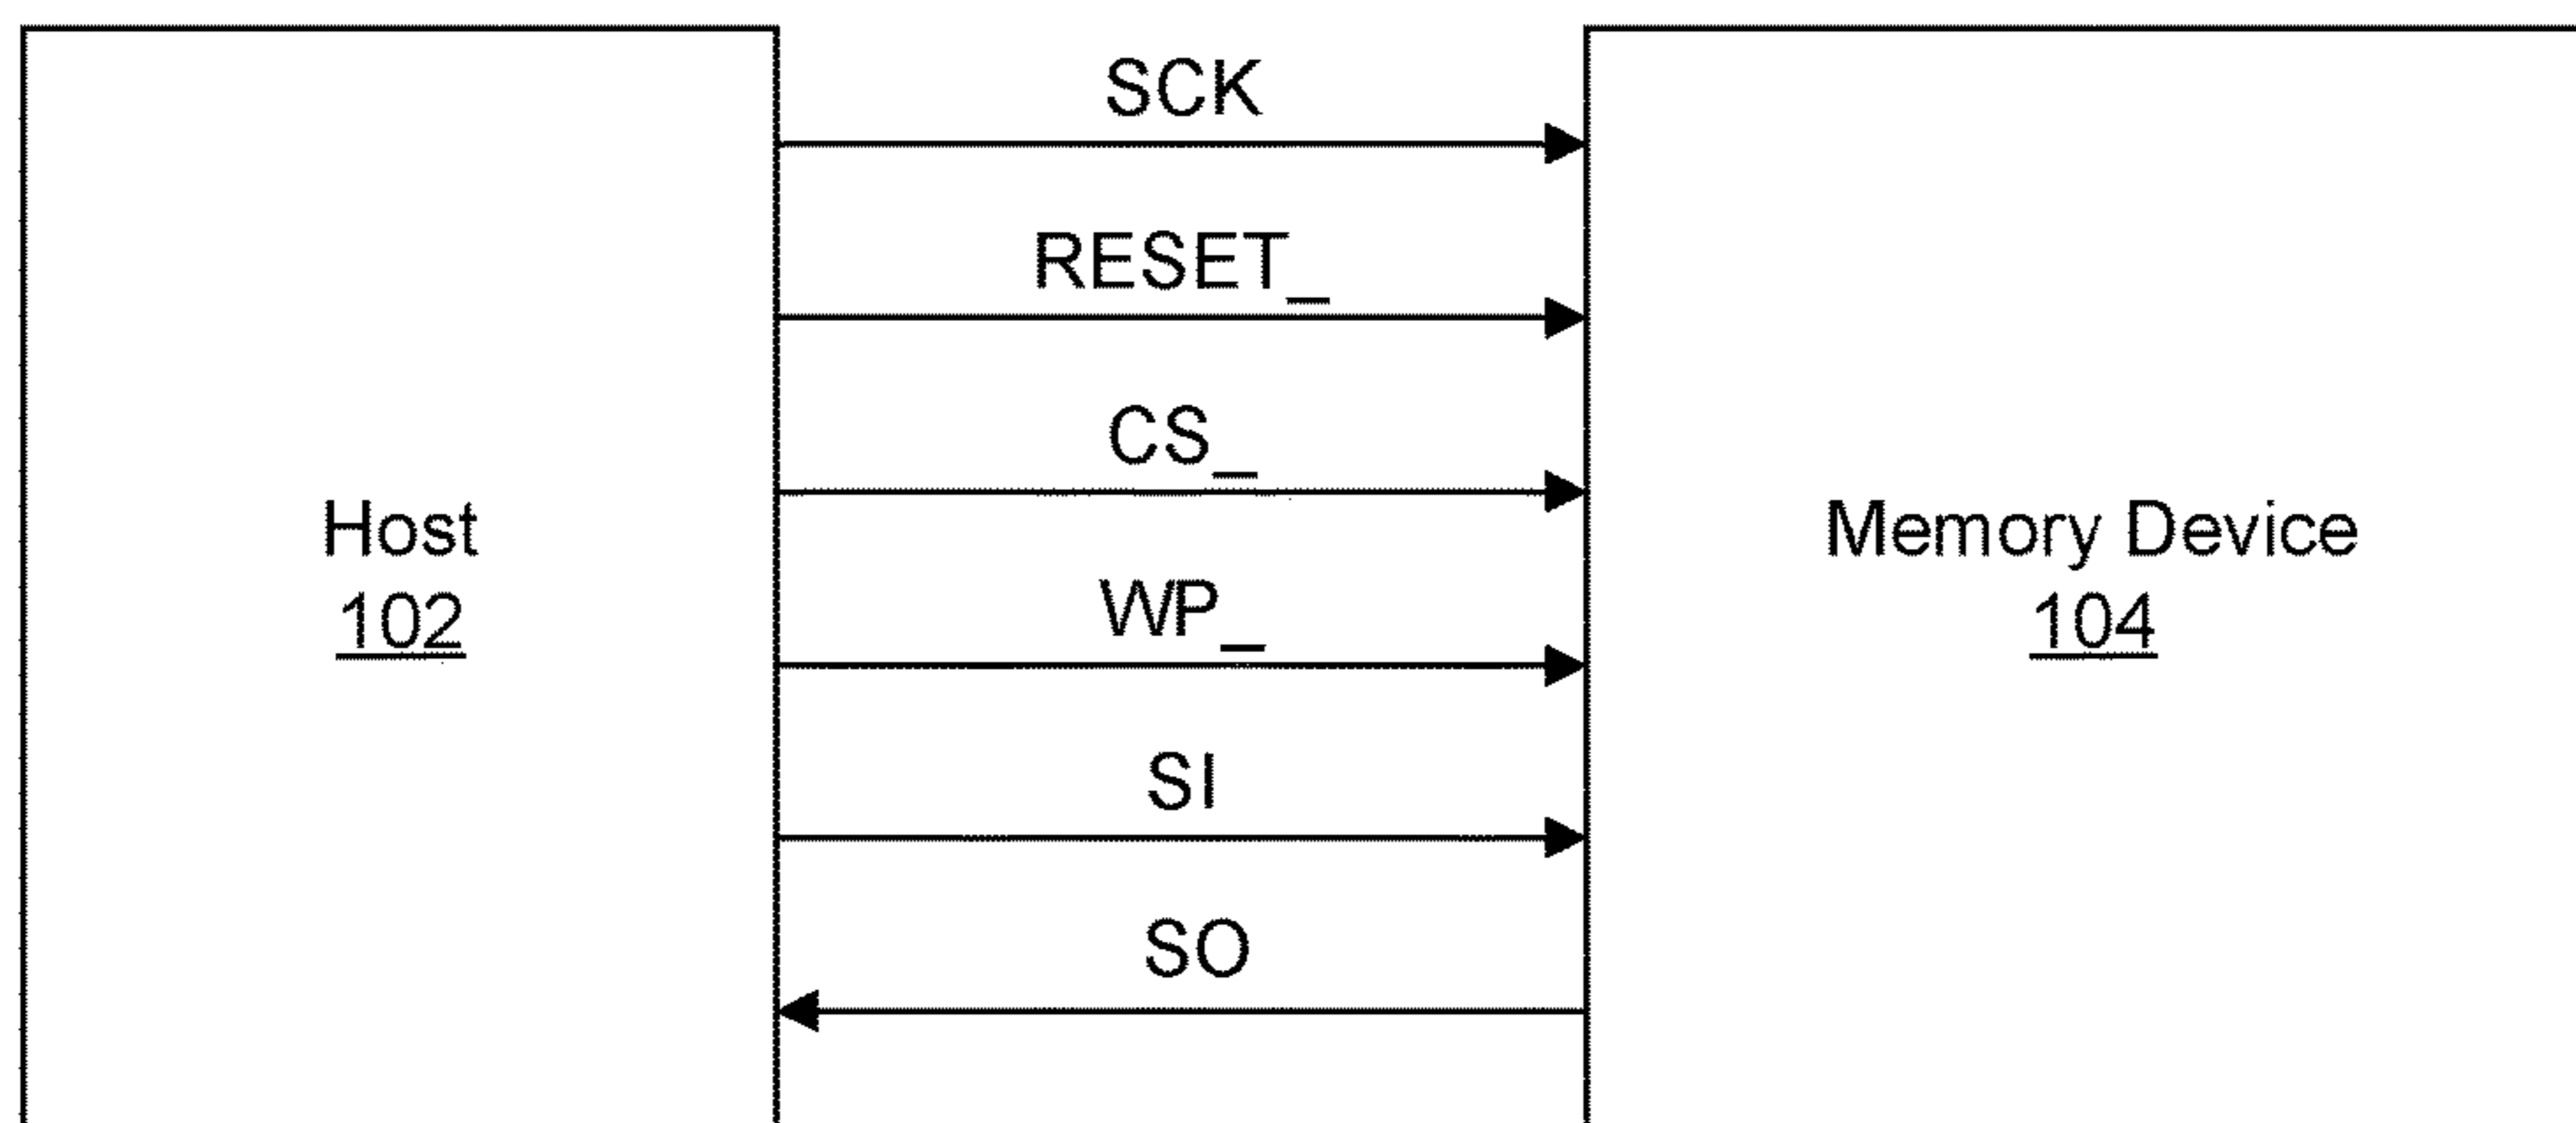 SCK
RESET_
CS_
WP_
SI
SO
Host
102
Memory Device
104